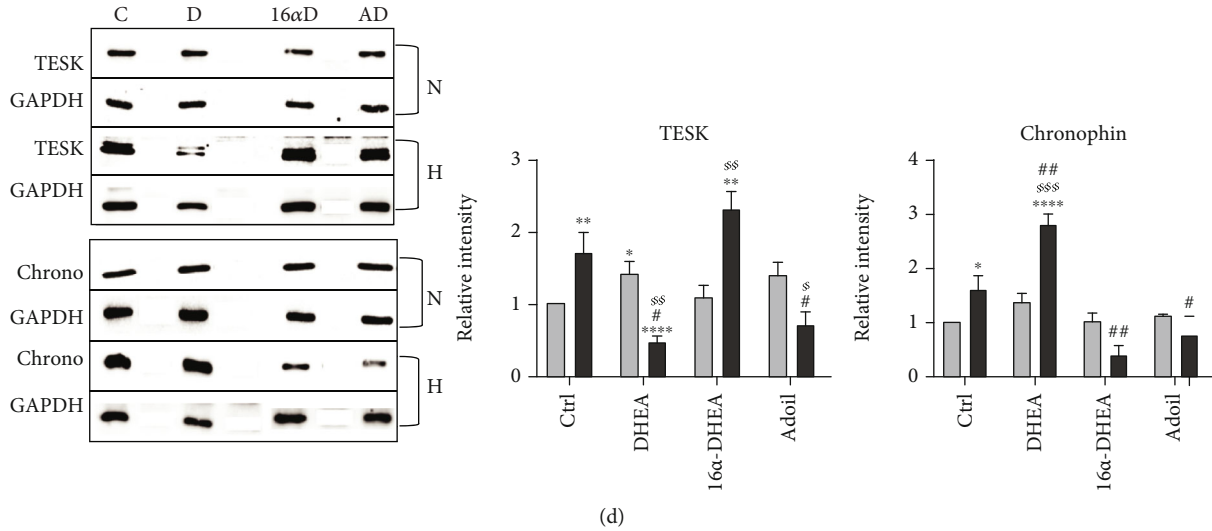 C D 16αD AD
TESK
GAPDH
N
TESK
GAPDH
H
Chrono
GAPDH
N
Chrono
GAPDH
H
TESK
Relative intensity
3
2
1
0
**
*
$$
#
****
$$
**
$
#
Ctrl
DHEA
16α-DHEA
Adoil
Chronophin
Relative intensity
4
3
2
1
0
*
##
$$$
****
##
#
Ctrl
DHEA
16α-DHEA
Adoil
(d)